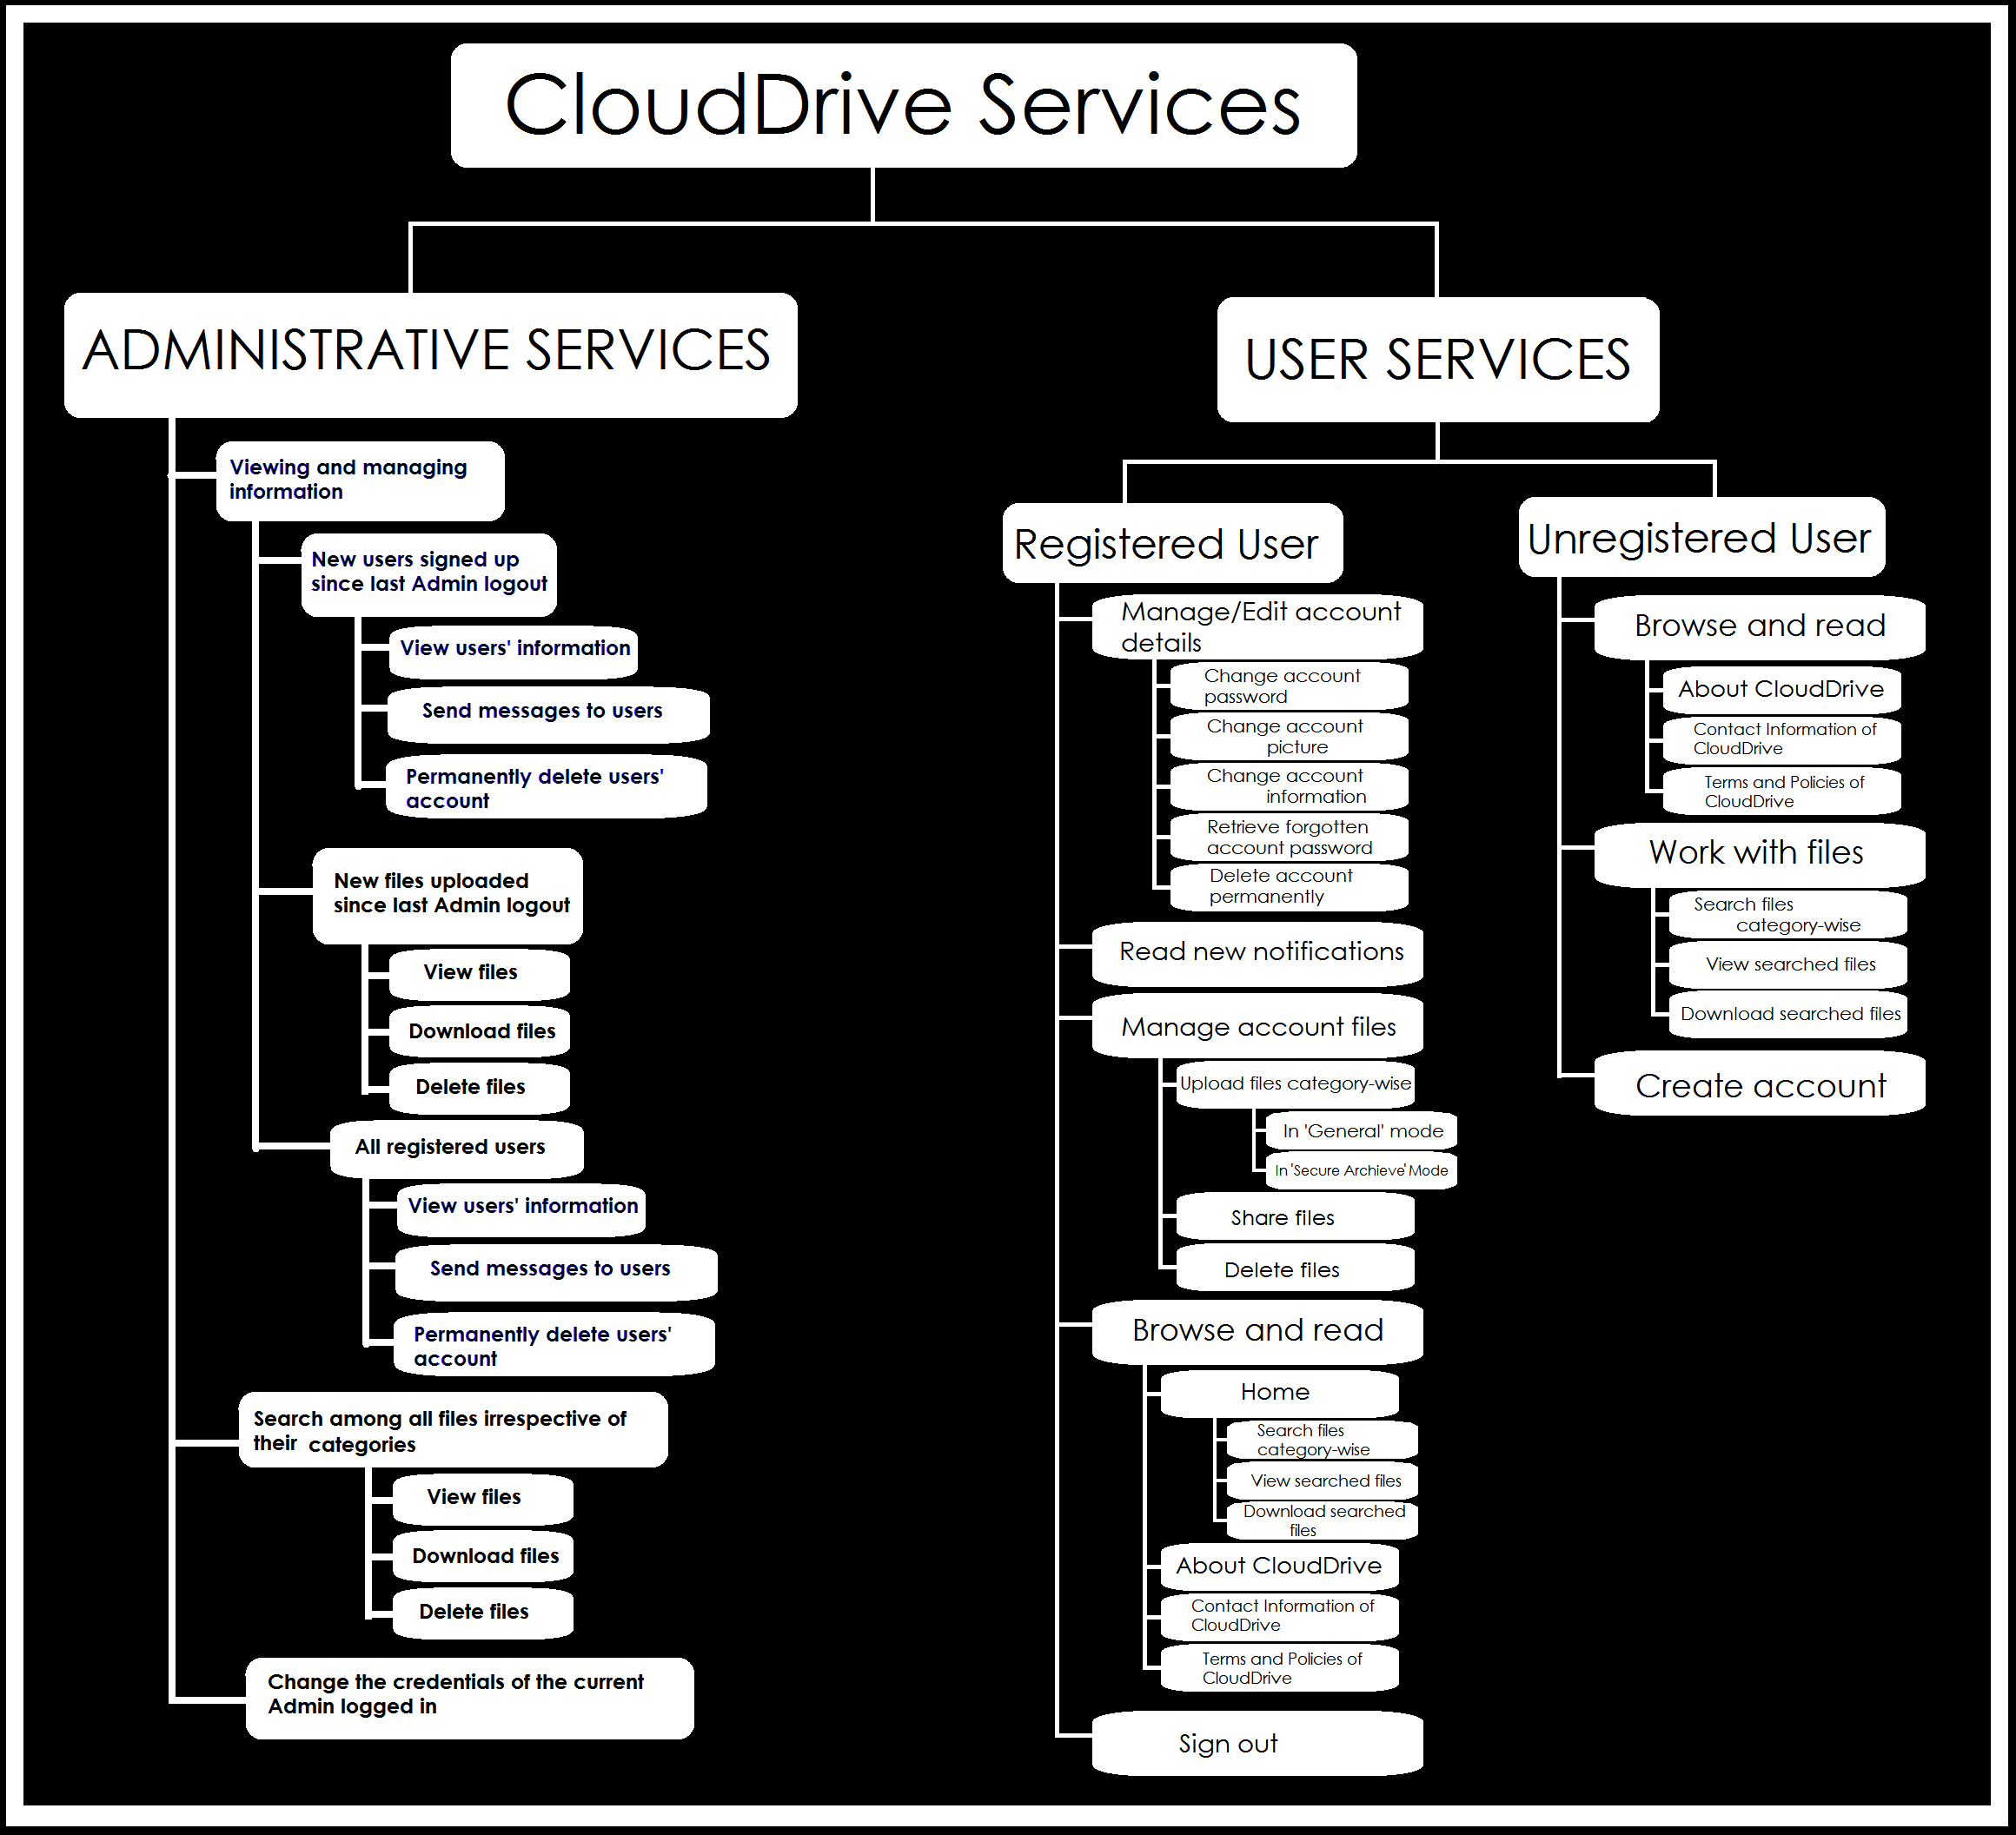 CloudDrive Services
ADMINISTRATIVE SERVICES
Viewing and managing
information
New users signed up
since last Admin logout
View users' information
Send messages to users
Permanently delete users'
account
New files uploaded
since last Admin logout
View files
Download files
Delete files
All registered users
View users' information
Send messages to users
Permanently delete users'
account
Search among all files irrespective of
their categories
View files
Download files
Delete files
Change the credentials of the current
Admin logged in
USER SERVICES
Registered User
Manage/Edit account
details
Change account
password
Change account
picture
Change account
information
Retrieve forgotten
account password
Delete account
permanently
Read new notifications
Manage account files
Upload files category-wise
In 'General' mode
In 'Secure Archieve' Mode
Share files
Delete files
Browse and read
Home
Search files
category-wise
View searched files
Download searched
files
About CloudDrive
Contact Information of
CloudDrive
Terms and Policies of
CloudDrive
Sign out
Unregistered User
Browse and read
About CloudDrive
Contact Information of
CloudDrive
Terms and Policies of
CloudDrive
Work with files
Search files
category-wise
View searched files
Download searched files
Create account